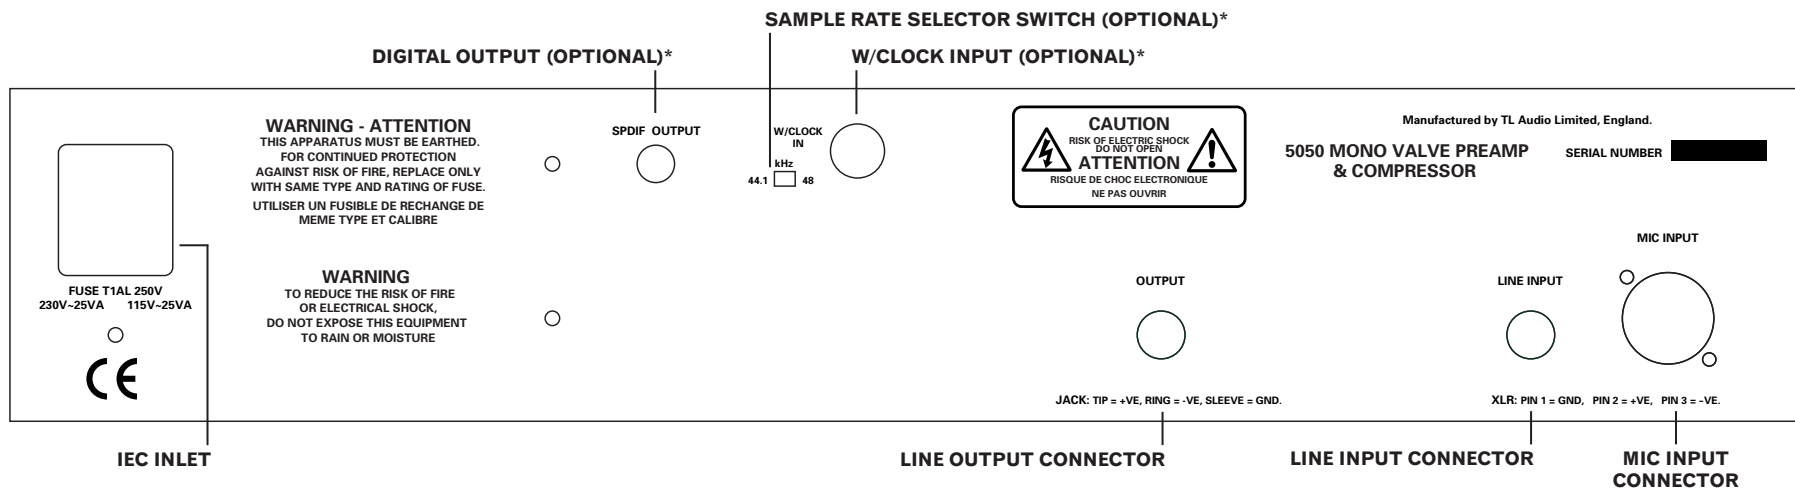 SAMPLE RATE SELECTOR SWITCH (OPTIONAL)*
DIGITAL OUTPUT (OPTIONAL)*
W/CLOCK INPUT (OPTIONAL)*
WARNING - ATTENTION
THIS APPARATUS MUST BE EARTHED.
FOR CONTINUED PROTECTION
AGAINST RISK OF FIRE, REPLACE ONLY
WITH SAME TYPE AND RATING OF FUSE.
UTILISER UN FUSIBLE DE RECHANGE DE
MEME TYPE ET CALIBRE
SPDIF OUTPUT
W/CLOCK
IN
kHz
44.1 48
CAUTION
RISK OF ELECTRIC SHOCK
DO NOT OPEN
ATTENTION
RISQUE DE CHOC ELECTRONIQUE
NE PAS OUVRIR
Manufactured by TL Audio Limited, England.
5050 MONO VALVE PREAMP
& COMPRESSOR
SERIAL NUMBER
FUSE T1AL 250V
230V~25VA 115V~25VA
CE
WARNING
TO REDUCE THE RISK OF FIRE
OR ELECTRICAL SHOCK,
DO NOT EXPOSE THIS EQUIPMENT
TO RAIN OR MOISTURE
OUTPUT
LINE INPUT
MIC INPUT
JACK: TIP = +VE, RING = -VE, SLEEVE = GND.
XLR: PIN 1 = GND, PIN 2 = +VE, PIN 3 = -VE.
IEC INLET
LINE OUTPUT CONNECTOR
LINE INPUT CONNECTOR
MIC INPUT
CONNECTOR